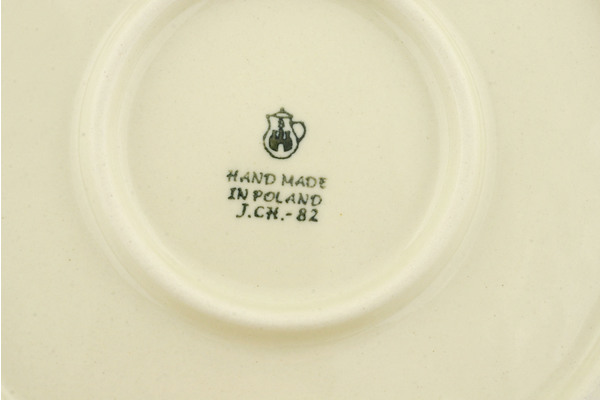 HAND MADE
IN POLAND
J.CH.-82